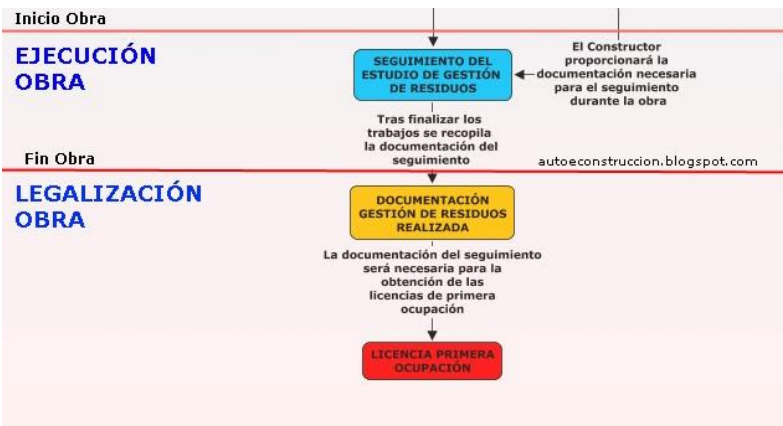 Inicio Obra
EJECUCIÓN
OBRA
SEGUIMIENTO DEL
ESTUDIO DE GESTIÓN
DE RESIDUOS
El Constructor
proporcionará la
documentación necesaria
para el seguimiento
durante la obra
Tras finalizar los
trabajos se recopila
la documentación del
seguimiento
Fin Obra
autoeconstruccion.blogspot.com
LEGALIZACIÓN
OBRA
DOCUMENTACIÓN
GESTIÓN DE RESIDUOS
REALIZADA
La documentación del seguimiento
será necesaria para la
obtención de las
licencias de primera
ocupación
LICENCIA PRIMERA
OCUPACIÓN